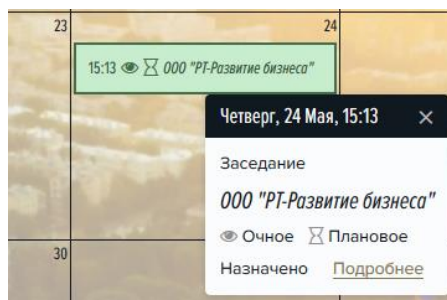 23
24
15:13 ООО "РТ-Развитие бизнеса"
Четверг, 24 Мая, 15:13
Заседание
ООО "РТ-Развитие бизнеса"
Очное Плановое
Назначено Подробнее
30